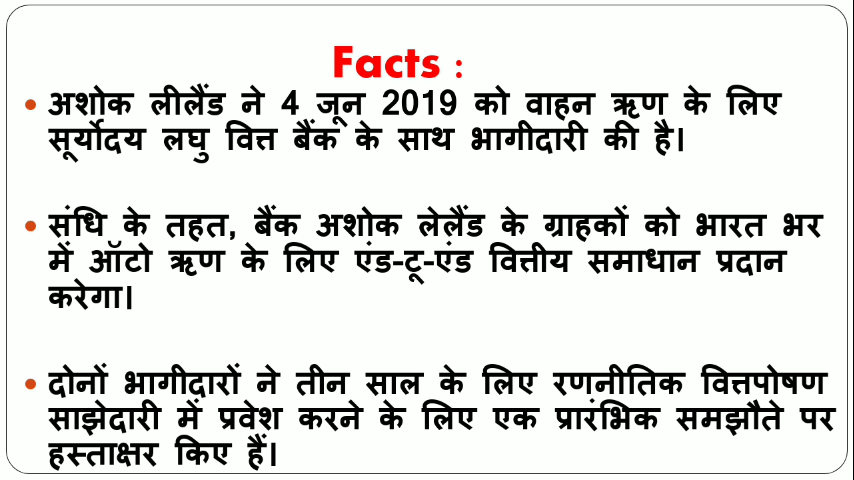 Facts :
• अशोक लीलैंड ने 4 जून 2019 को वाहन ऋण के लिए
सूर्योदय लघु वित्त बैंक के साथ भागीदारी की है।
• संधि के तहत, बैंक अशोक लेलैंड के ग्राहकों को भारत भर
में ऑटो ऋण के लिए एंड-टू-एंड वित्तीय समाधान प्रदान
करेगा।
• दोनों भागीदारों ने तीन साल के लिए रणनीतिक वित्तपोषण
साझेदारी में प्रवेश करने के लिए एक प्रारंभिक समझौते पर
हस्ताक्षर किए हैं।